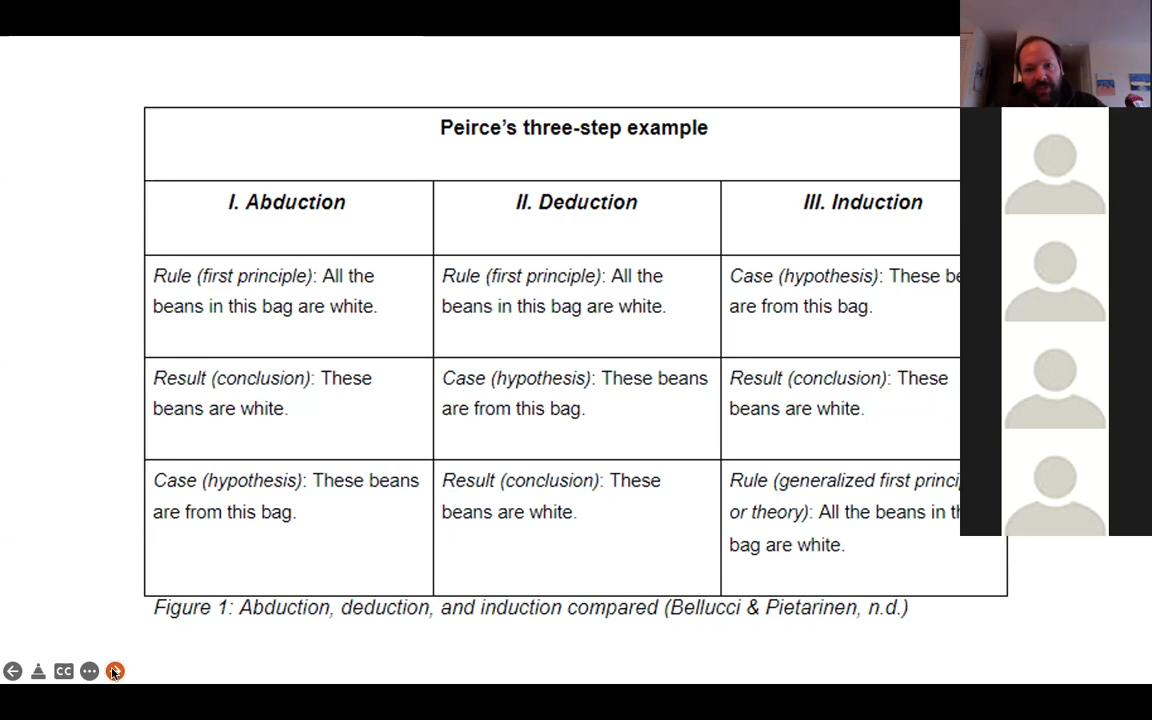 Peirce's three-step example
I. Abduction
II. Deduction
III. Induction
Rule (first principle): All the
beans in this bag are white.
Rule (first principle): All the
beans in this bag are white.
Case (hypothesis): These
are from this bag.
Result (conclusion): These
beans are white.
Case (hypothesis): These beans
are from this bag.
Result (conclusion): These
beans are white.
Case (hypothesis): These beans
are from this bag.
Result (conclusion): These
beans are white.
Rule (generalized first
or theory): All the beans in
bag are white.
Figure 1: Abduction, deduction, and induction compared (Bellucci & Pietarinen, n.d.)
CC